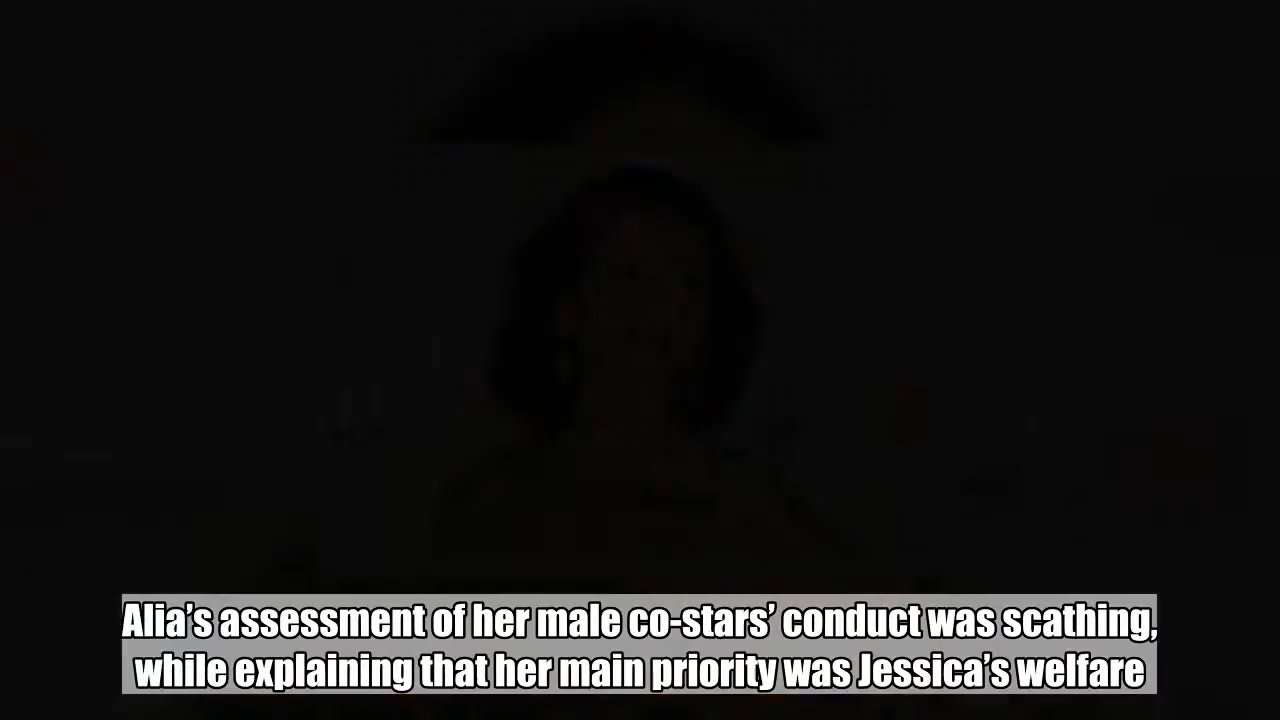 Alia’s assessment of her male co-stars’ conduct was scathing,
while explaining that her main priority was Jessica’s welfare